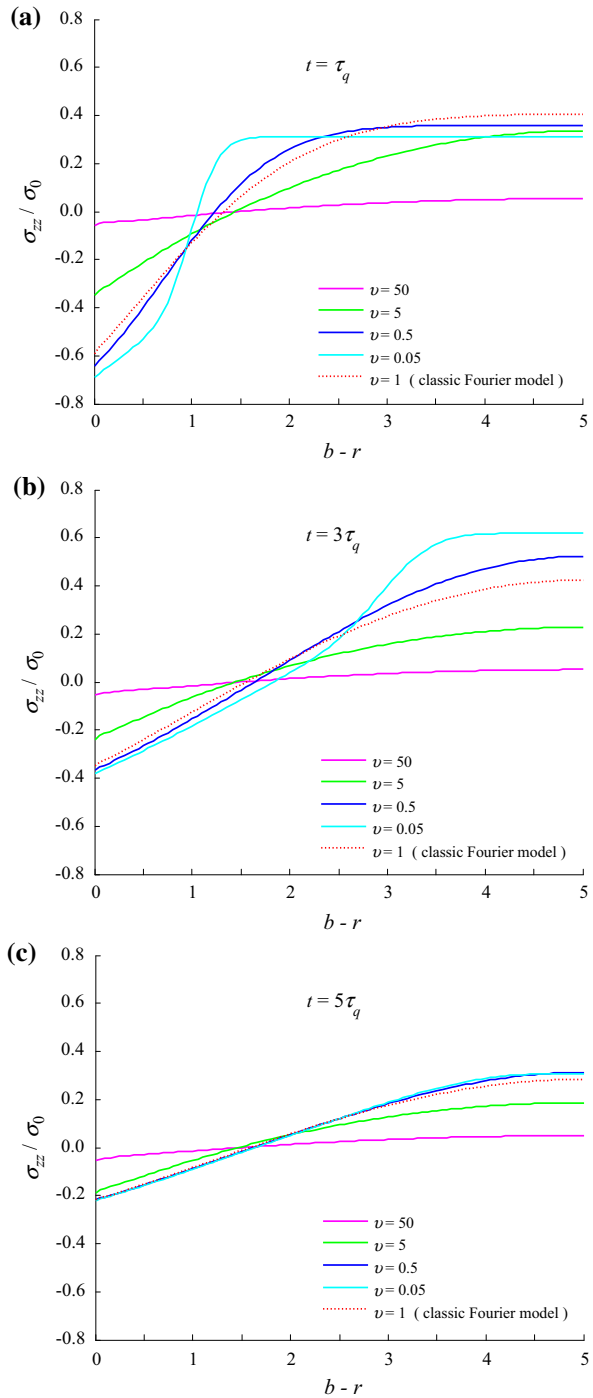 (a)
0.8
0.6
0.4
0.2
0.0
-0.2
-0.4
-0.6
-0.8
σzz / σ0
t = τq
υ = 50
υ = 5
υ = 0.5
υ = 0.05
υ = 1 ( classic Fourier model )
0 1 2 3 4 5
b - r
(b)
0.8
0.6
0.4
0.2
0.0
-0.2
-0.4
-0.6
-0.8
σzz / σ0
t = 3τq
υ = 50
υ = 5
υ = 0.5
υ = 0.05
υ = 1 ( classic Fourier model )
0 1 2 3 4 5
b - r
(c)
0.8
0.6
0.4
0.2
0.0
-0.2
-0.4
-0.6
-0.8
σzz / σ0
t = 5τq
υ = 50
υ = 5
υ = 0.5
υ = 0.05
υ = 1 ( classic Fourier model )
0 1 2 3 4 5
b - r